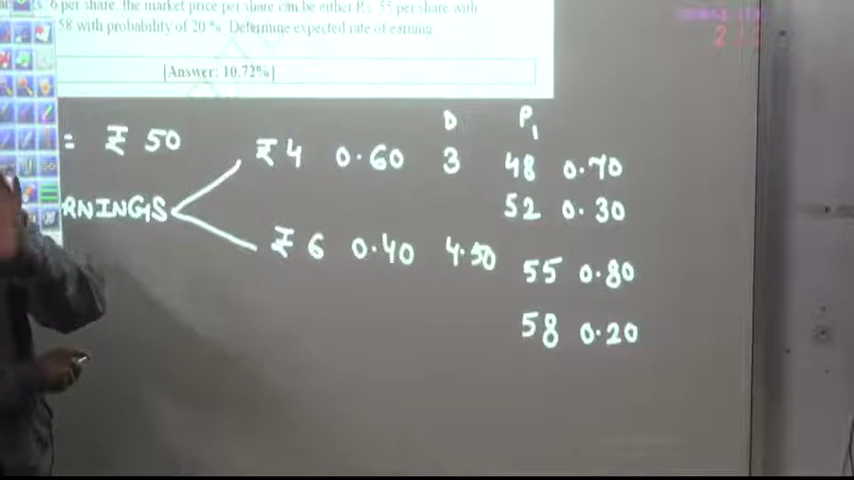 6 per share, the market price per share can be either Rs. 55 per share with
58 with probability of 20 %. Determine expected rate of earning
[Answer: 10.72%]
D P1
= ₹ 50 ₹ 4 0.60 3 48 0.70
52 0.30
RNINGS
₹ 6 0.40 4.50 55 0.80
58 0.20